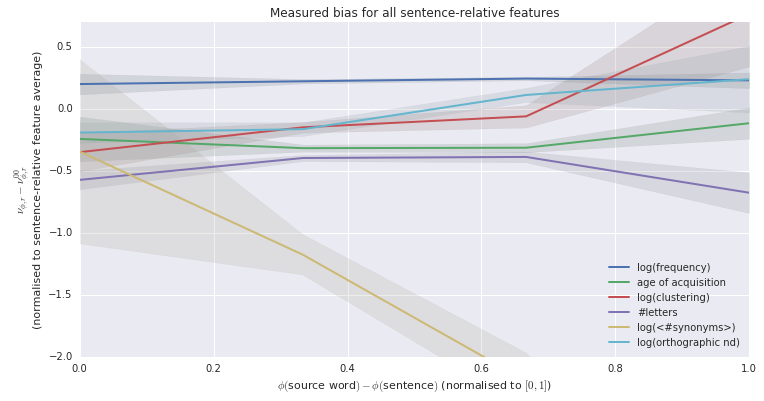 Measured bias for all sentence-relative features
0.5
0.0
−0.5
−1.0
−1.5
−2.0
0.0 0.2 0.4 0.6 0.8 1.0
ν_{ϕ,r} − ν_{ϕ,r}^{00}
(normalised to sentence-relative feature average)
log(frequency)
age of acquisition
log(clustering)
#letters
log(<#synonyms>)
log(orthographic nd)
ϕ(source word) − ϕ(sentence) (normalised to [0, 1])